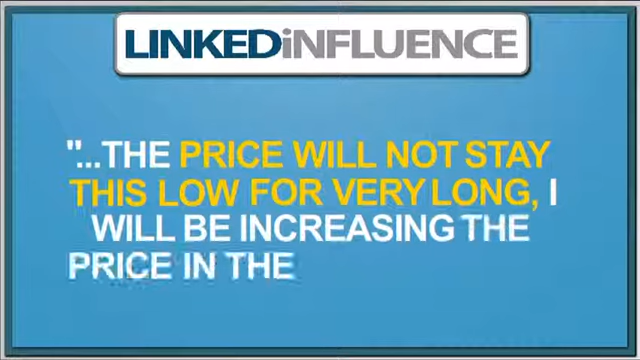 LINKEDiNFLUENCE
"...THE PRICE WILL NOT STAY
THIS LOW FOR VERY LONG, I
WILL BE INCREASING THE
PRICE IN THE